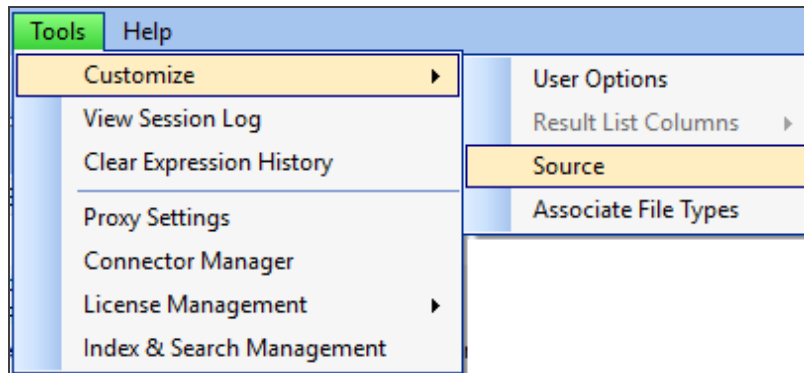 Tools Help
Customize
View Session Log
Clear Expression History
Proxy Settings
Connector Manager
License Management
Index & Search Management
User Options
Result List Columns
Source
Associate File Types